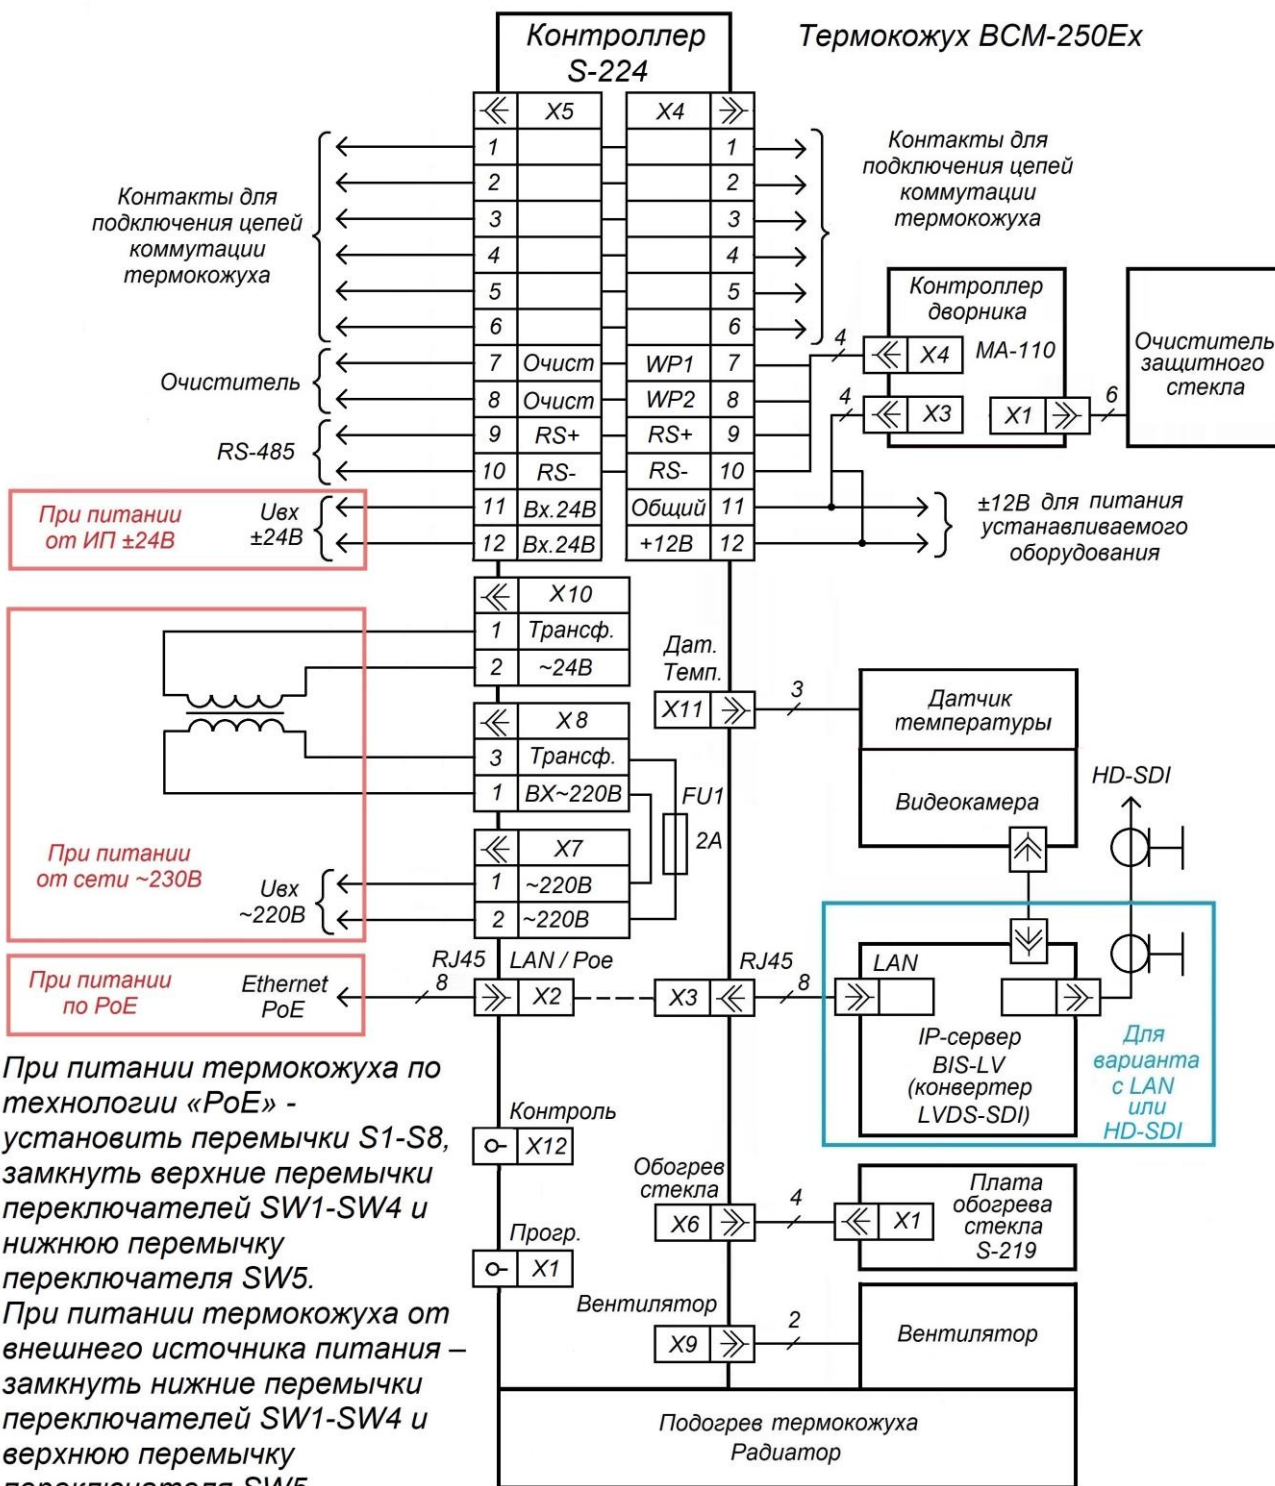 Контроллер
S-224
Термокожух ВСМ-250Ex
X5
X4
1
1
2
2
3
3
4
4
5
5
6
6
7
Очист
WP1
7
8
Очист
WP2
8
9
RS+
RS+
9
10
RS-
RS-
10
11
Вх.24В
Общий
11
12
Вх.24В
+12В
12
Контакты для
подключения цепей
коммутации
термокожуха
Контакты для
подключения цепей
коммутации
термокожуха
Очиститель
RS-485
При питании
от ИП ±24В
Uвх
±24В
Контроллер
дворника
МА-110
4
X4
4
X3
X1
6
Очиститель
защитного
стекла
±12В для питания
устанавливаемого
оборудования
X10
1
Трансф.
2
~24В
X8
3
Трансф.
1
ВХ~220В
FU1
2А
X7
1
~220В
2
~220В
При питании
от сети ~230В
Uвх
~220В
Дат.
Темп.
X11
3
Датчик
температуры
Видеокамера
HD-SDI
При питании
по PoE
Ethernet
PoE
RJ45
8
LAN / Poe
X2
X3
RJ45
8
LAN
IP-сервер
BIS-LV
(конвертер
LVDS-SDI)
Для
варианта
с LAN
или
HD-SDI
При питании термокожуха по
технологии «PoE» -
установить перемычки S1-S8,
замкнуть верхние перемычки
переключателей SW1-SW4 и
нижнюю перемычку
переключателя SW5.
При питании термокожуха от
внешнего источника питания –
замкнуть нижние перемычки
переключателей SW1-SW4 и
верхнюю перемычку
переключателя SW5
Контроль
X12
Прогр.
X1
Обогрев
стекла
X6
4
X1
Плата
обогрева
стекла
S-219
Вентилятор
X9
2
Вентилятор
Подогрев термокожуха
Радиатор